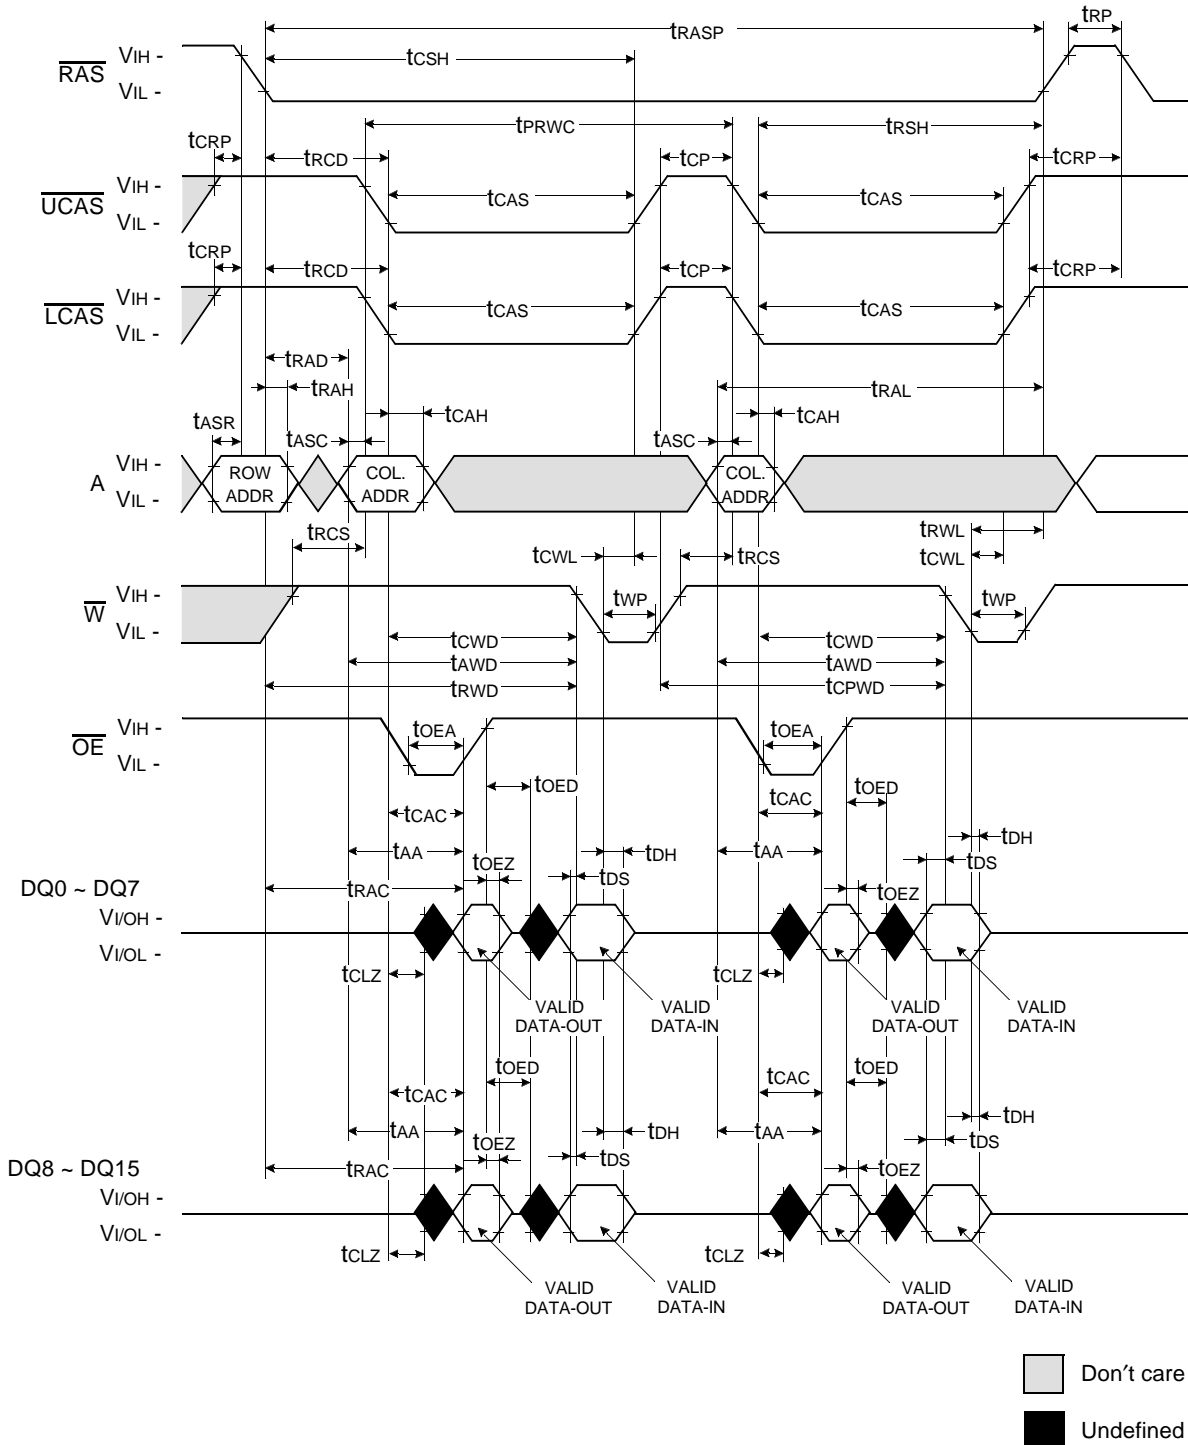 tRP
tRASP
tCSH
RAS
VIH -
VIL -
tPRWC
tRSH
tCRP
tRCD
tCP
tCRP
UCAS
VIH -
VIL -
tCAS
tCAS
tCRP
tRCD
tCP
tCRP
LCAS
VIH -
VIL -
tCAS
tCAS
tRAD
tRAH
tRAL
tASR
tCAH
tCAH
tASC
tASC
A
VIH -
VIL -
ROW
ADDR
COL.
ADDR
COL.
ADDR
tRCS
tCWL
tRCS
tRWL
tCWL
W
VIH -
VIL -
tWP
tWP
tCWD
tCWD
tAWD
tAWD
tRWD
tCPWD
OE
VIH -
VIL -
tOEA
tOEA
tOED
tOED
tCAC
tCAC
tAA
tOEZ
tDH
tAA
tDH
tDS
tDS
tRAC
tOEZ
DQ0 ~ DQ7
VI/OH -
VI/OL -
tCLZ
tCLZ
VALID
DATA-OUT
VALID
DATA-IN
VALID
DATA-OUT
VALID
DATA-IN
tOED
tOED
tCAC
tCAC
tAA
tOEZ
tDH
tAA
tDH
tDS
tDS
tRAC
tOEZ
DQ8 ~ DQ15
VI/OH -
VI/OL -
tCLZ
tCLZ
VALID
DATA-OUT
VALID
DATA-IN
VALID
DATA-OUT
VALID
DATA-IN
Don′t care
Undefined